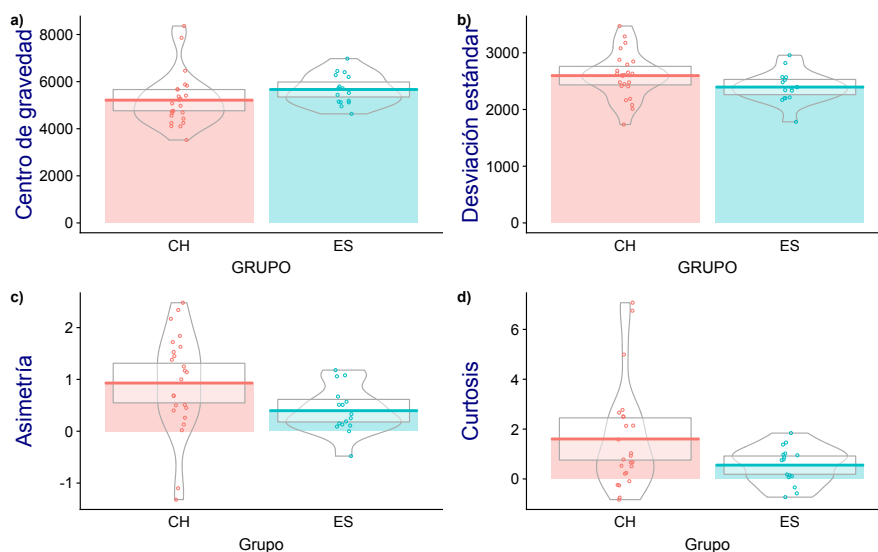 a)
Centro de gravedad
8000
6000
4000
2000
0
CH
ES
GRUPO
b)
Desviación estándar
3000
2000
1000
0
CH
ES
GRUPO
c)
Asimetría
2
1
0
-1
CH
ES
Grupo
d)
Curtosis
6
4
2
0
CH
ES
Grupo